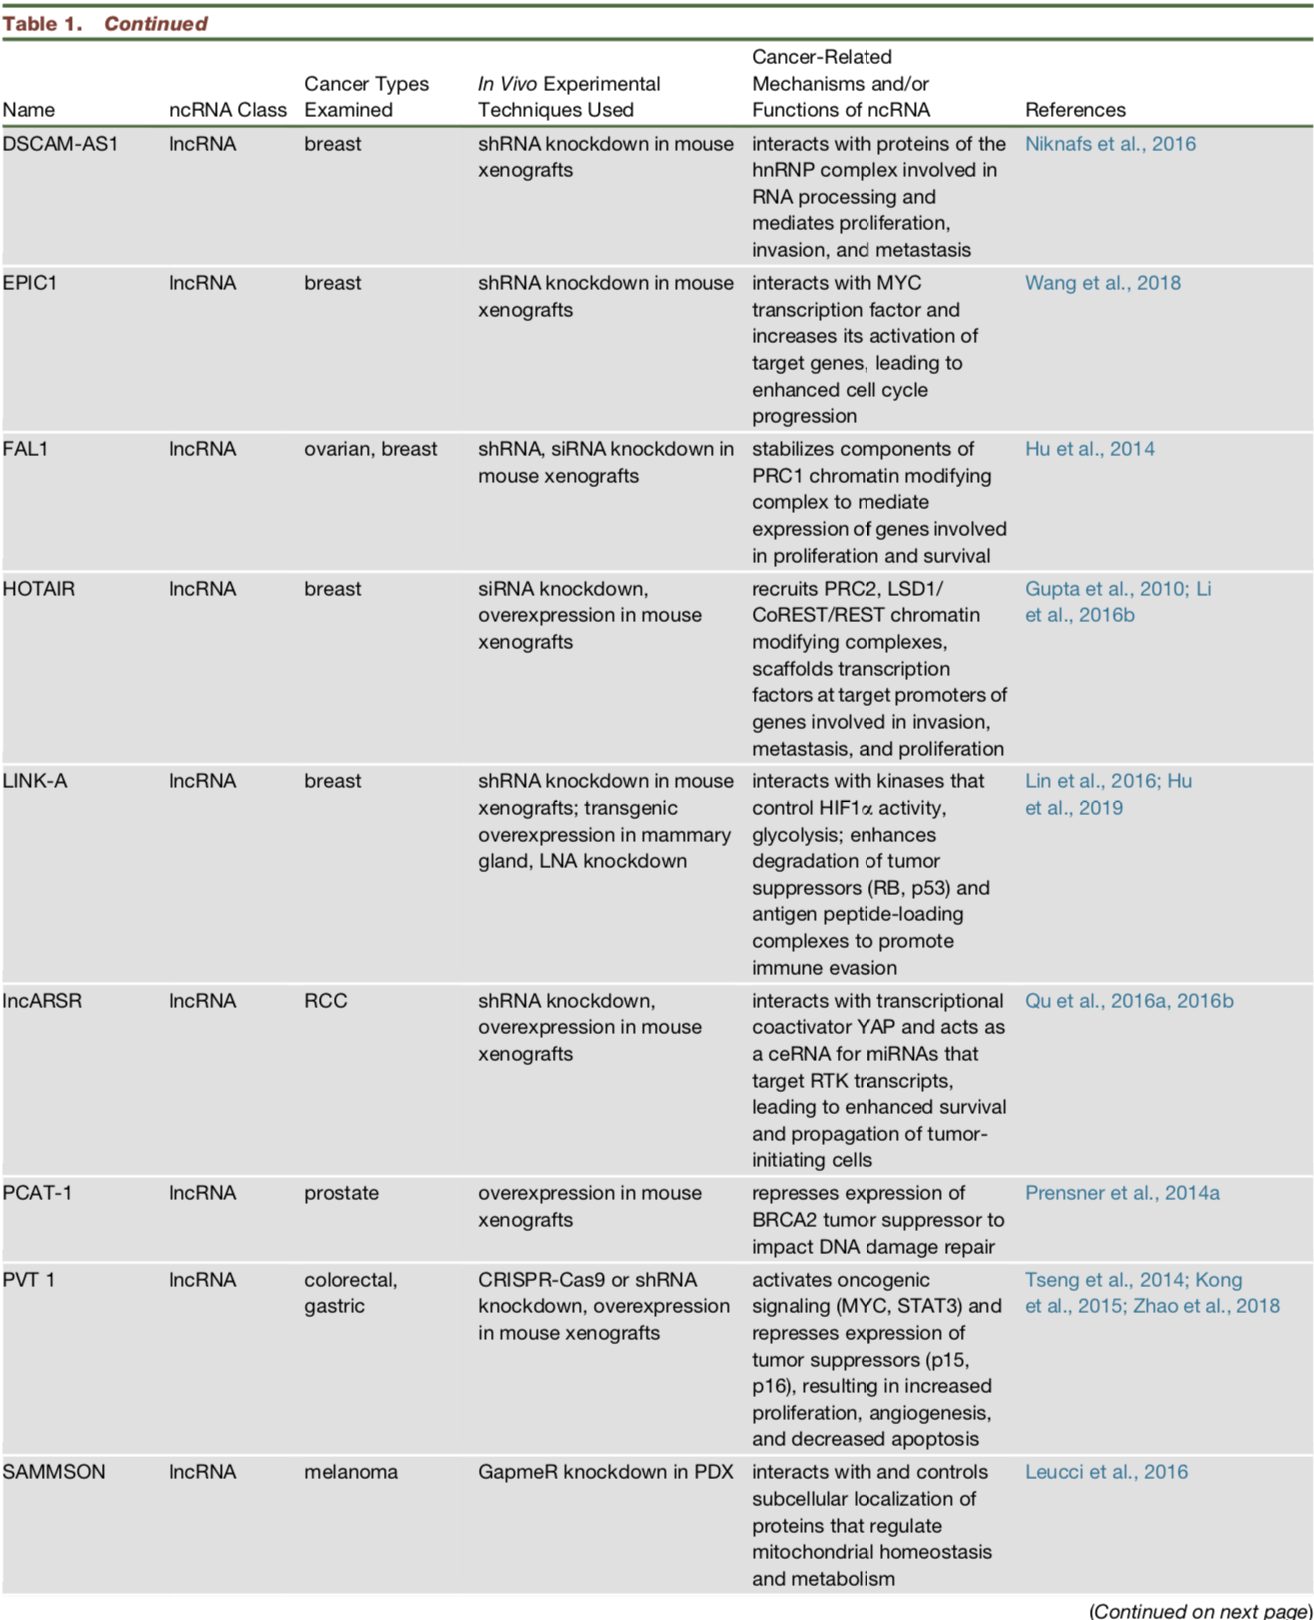 Table 1. Continued
Name
ncRNA Class
Cancer Types
Examined
In Vivo Experimental
Techniques Used
Cancer-Related
Mechanisms and/or
Functions of ncRNA
References
DSCAM-AS1
lncRNA
breast
shRNA knockdown in mouse
xenografts
interacts with proteins of the
hnRNP complex involved in
RNA processing and
mediates proliferation,
invasion, and metastasis
Niknafs et al., 2016
EPIC1
lncRNA
breast
shRNA knockdown in mouse
xenografts
interacts with MYC
transcription factor and
increases its activation of
target genes, leading to
enhanced cell cycle
progression
Wang et al., 2018
FAL1
lncRNA
ovarian, breast
shRNA, siRNA knockdown in
mouse xenografts
stabilizes components of
PRC1 chromatin modifying
complex to mediate
expression of genes involved
in proliferation and survival
Hu et al., 2014
HOTAIR
lncRNA
breast
siRNA knockdown,
overexpression in mouse
xenografts
recruits PRC2, LSD1/
CoREST/REST chromatin
modifying complexes,
scaffolds transcription
factors at target promoters of
genes involved in invasion,
metastasis, and proliferation
Gupta et al., 2010; Li
et al., 2016b
LINK-A
lncRNA
breast
shRNA knockdown in mouse
xenografts; transgenic
overexpression in mammary
gland, LNA knockdown
interacts with kinases that
control HIF1α activity,
glycolysis; enhances
degradation of tumor
suppressors (RB, p53) and
antigen peptide-loading
complexes to promote
immune evasion
Lin et al., 2016; Hu
et al., 2019
lncARSR
lncRNA
RCC
shRNA knockdown,
overexpression in mouse
xenografts
interacts with transcriptional
coactivator YAP and acts as
a ceRNA for miRNAs that
target RTK transcripts,
leading to enhanced survival
and propagation of tumor-
initiating cells
Qu et al., 2016a, 2016b
PCAT-1
lncRNA
prostate
overexpression in mouse
xenografts
represses expression of
BRCA2 tumor suppressor to
impact DNA damage repair
Prensner et al., 2014a
PVT 1
lncRNA
colorectal,
gastric
CRISPR-Cas9 or shRNA
knockdown, overexpression
in mouse xenografts
activates oncogenic
signaling (MYC, STAT3) and
represses expression of
tumor suppressors (p15,
p16), resulting in increased
proliferation, angiogenesis,
and decreased apoptosis
Tseng et al., 2014; Kong
et al., 2015; Zhao et al., 2018
SAMMSON
lncRNA
melanoma
GapmeR knockdown in PDX
interacts with and controls
subcellular localization of
proteins that regulate
mitochondrial homeostasis
and metabolism
Leucci et al., 2016
(Continued on next page)